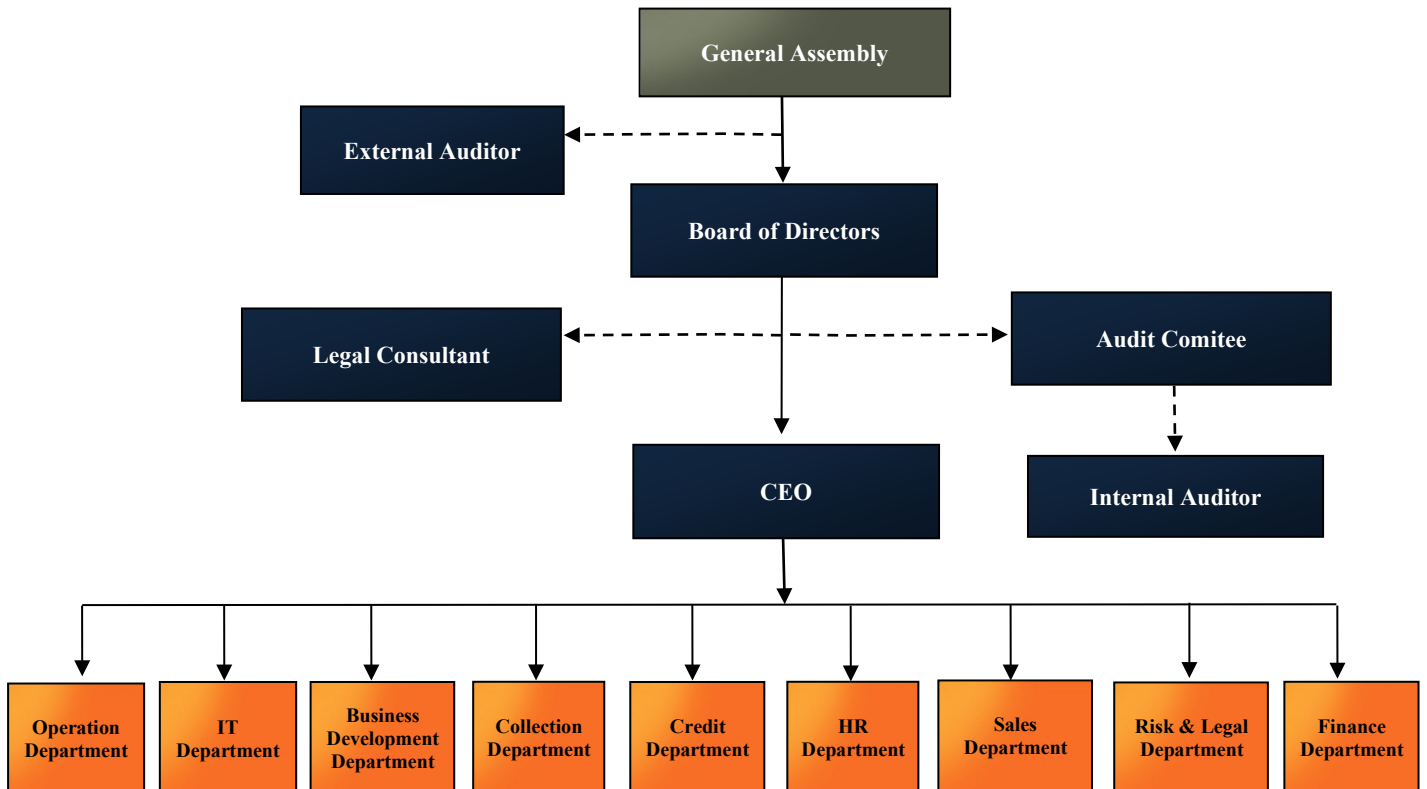 General Assembly
External Auditor
Board of Directors
Legal Consultant
Audit Comitee
CEO
Internal Auditor
Operation
Department
IT
Department
Business
Development
Department
Collection
Department
Credit
Department
HR
Department
Sales
Department
Risk & Legal
Department
Finance
Department